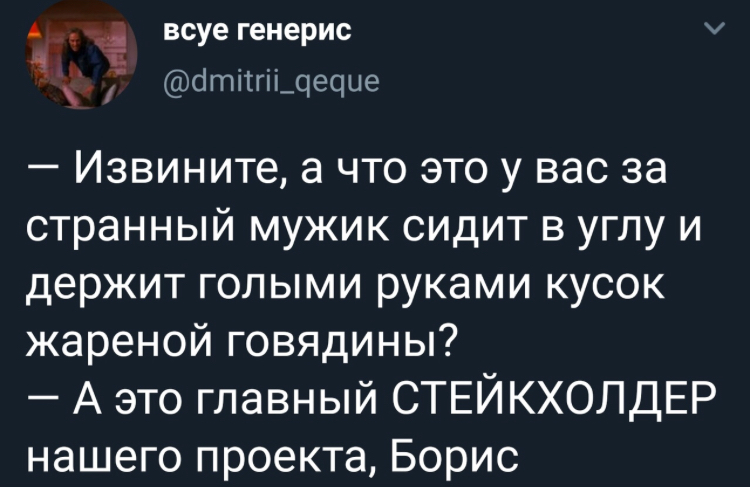 всуе генерис
@dmitrii_qeque
— Извините, а что это у вас за
странный мужик сидит в углу и
держит голыми руками кусок
жареной говядины?
— А это главный СТЕЙКХОЛДЕР
нашего проекта, Борис